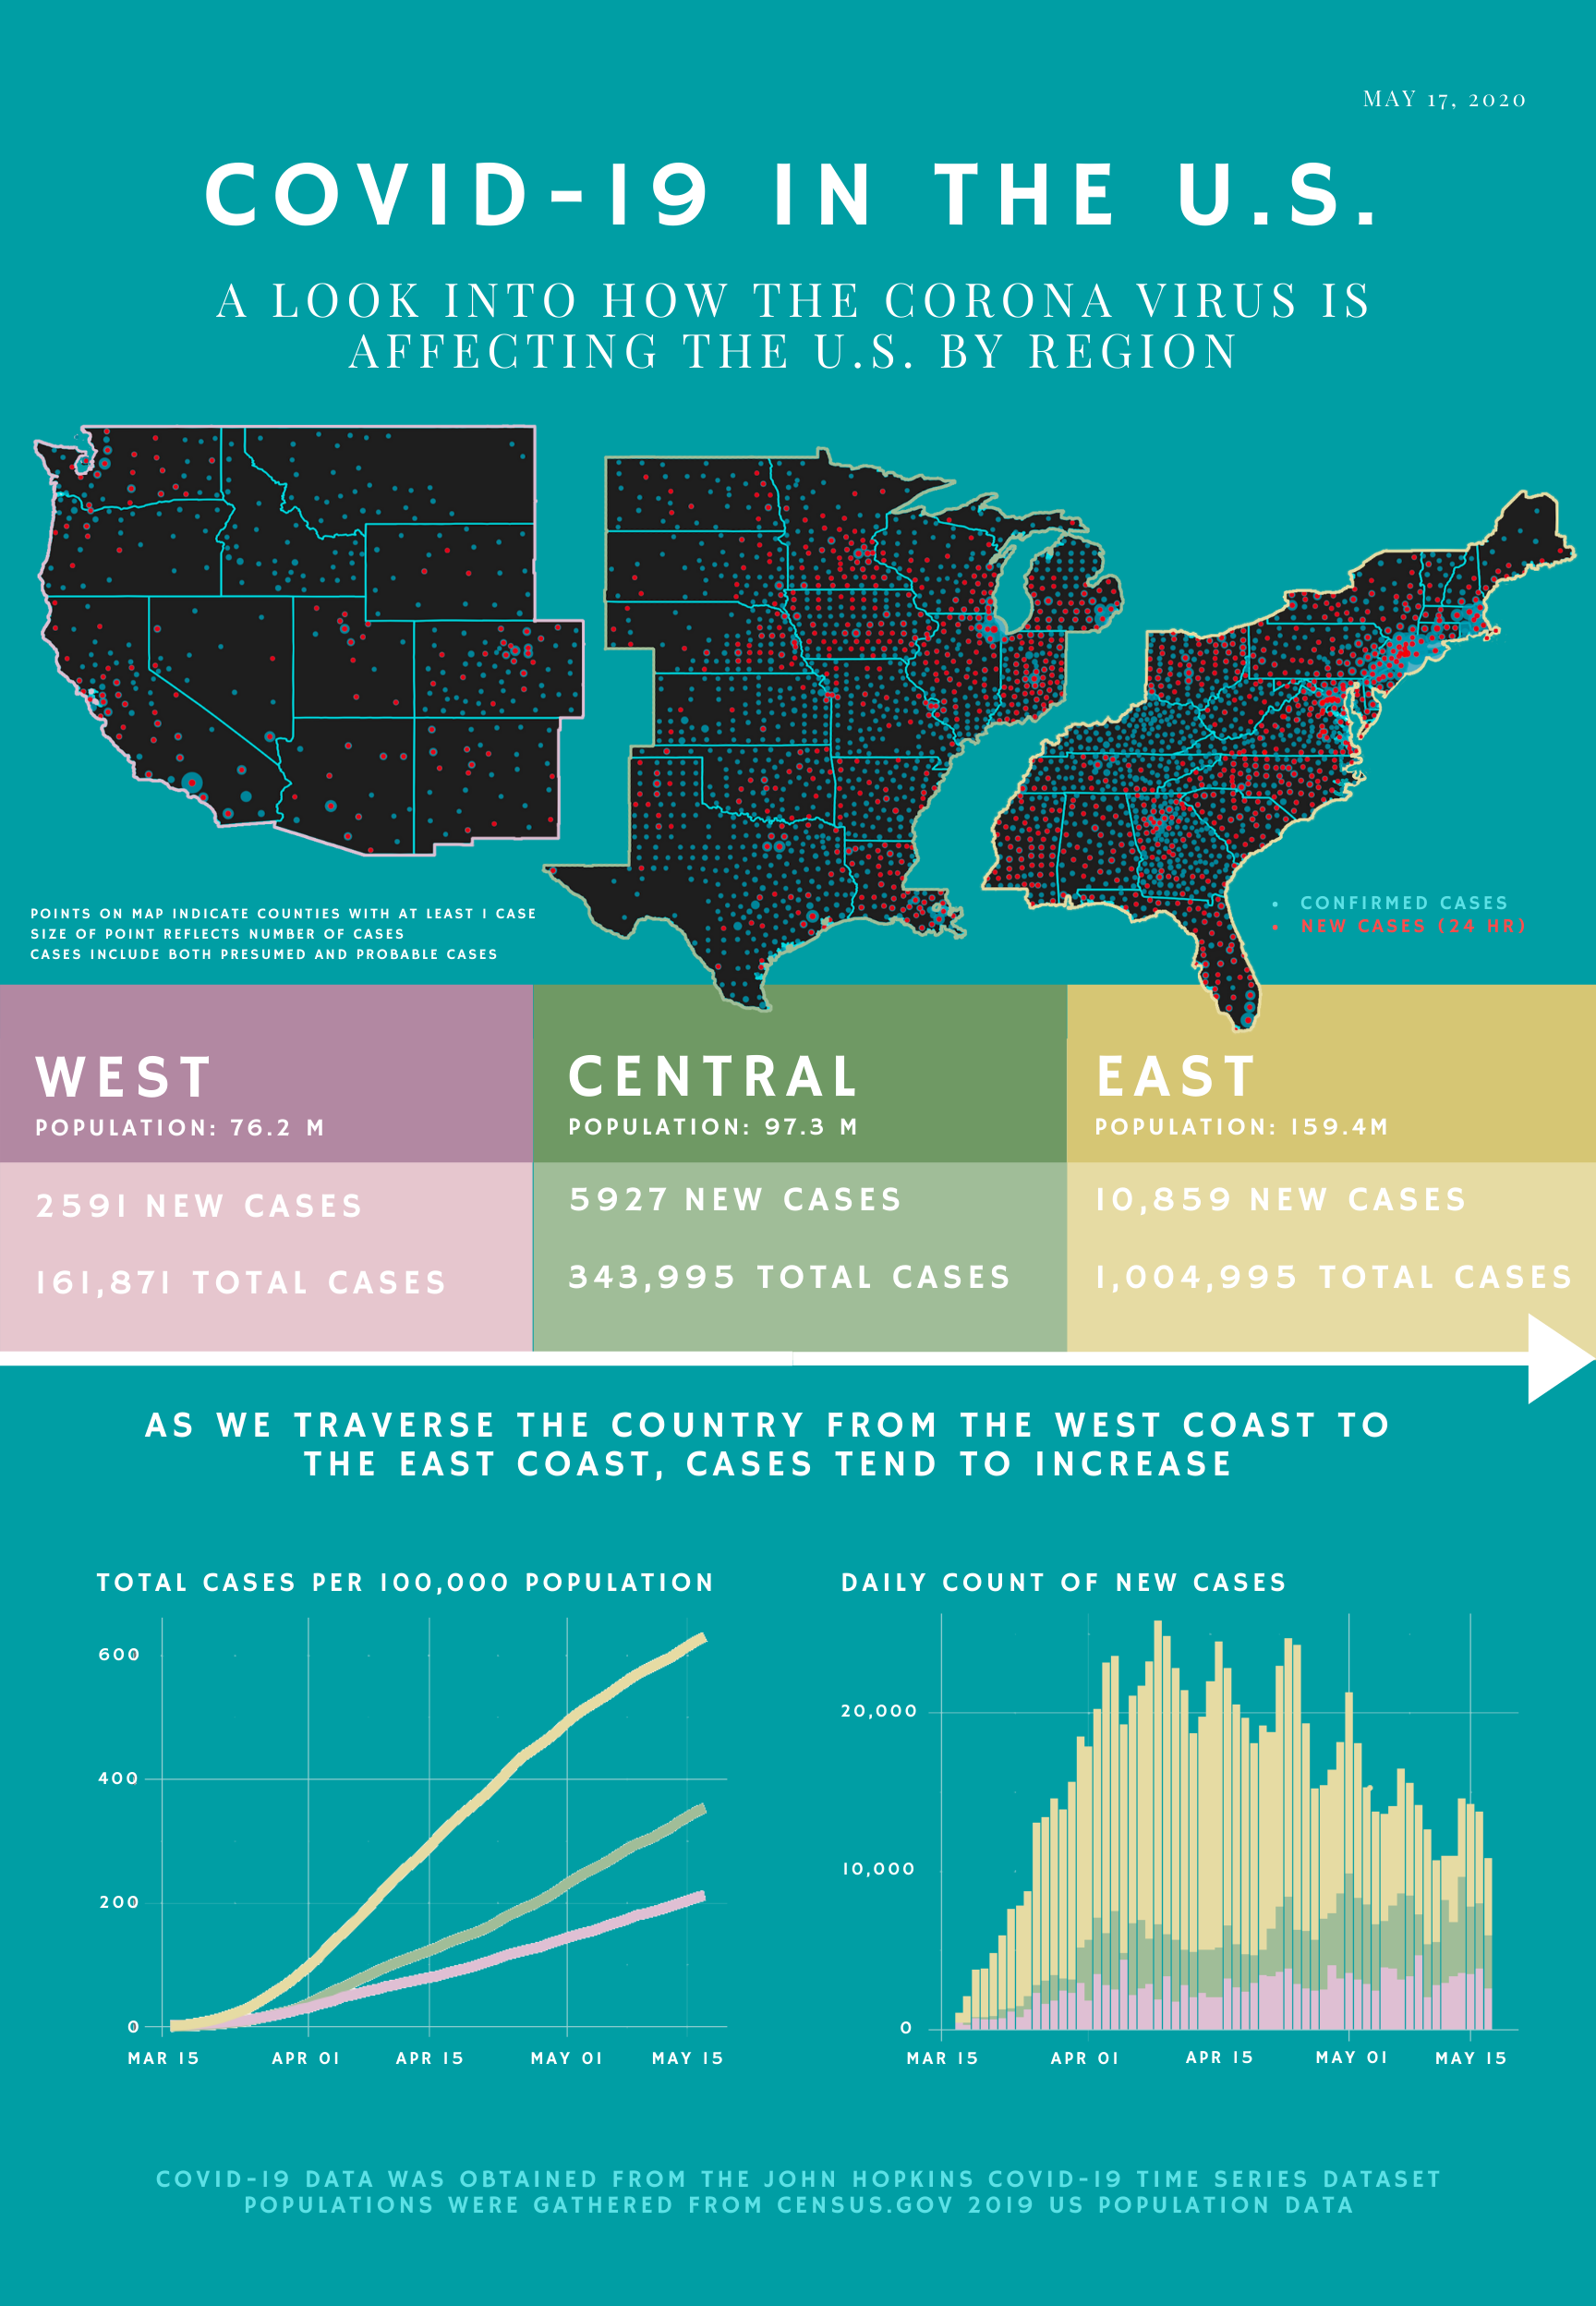 MAY 17, 2020
COVID-19 IN THE U.S.
A LOOK INTO HOW THE CORONA VIRUS IS
AFFECTING THE U.S. BY REGION
POINTS ON MAP INDICATE COUNTIES WITH AT LEAST 1 CASE
SIZE OF POINT REFLECTS NUMBER OF CASES
CASES INCLUDE BOTH PRESUMED AND PROBABLE CASES
CONFIRMED CASES
NEW CASES (24 HR)
WEST
POPULATION: 76.2 M
2591 NEW CASES
161,871 TOTAL CASES
CENTRAL
POPULATION: 97.3 M
5927 NEW CASES
343,995 TOTAL CASES
EAST
POPULATION: 159.4M
10,859 NEW CASES
1,004,995 TOTAL CASES
AS WE TRAVERSE THE COUNTRY FROM THE WEST COAST TO
THE EAST COAST, CASES TEND TO INCREASE
TOTAL CASES PER 100,000 POPULATION
600
400
200
0
MAR 15 APR 01 APR 15 MAY 01 MAY 15
DAILY COUNT OF NEW CASES
20,000
10,000
0
MAR 15 APR 01 APR 15 MAY 01 MAY 15
COVID-19 DATA WAS OBTAINED FROM THE JOHN HOPKINS COVID-19 TIME SERIES DATASET
POPULATIONS WERE GATHERED FROM CENSUS.GOV 2019 US POPULATION DATA